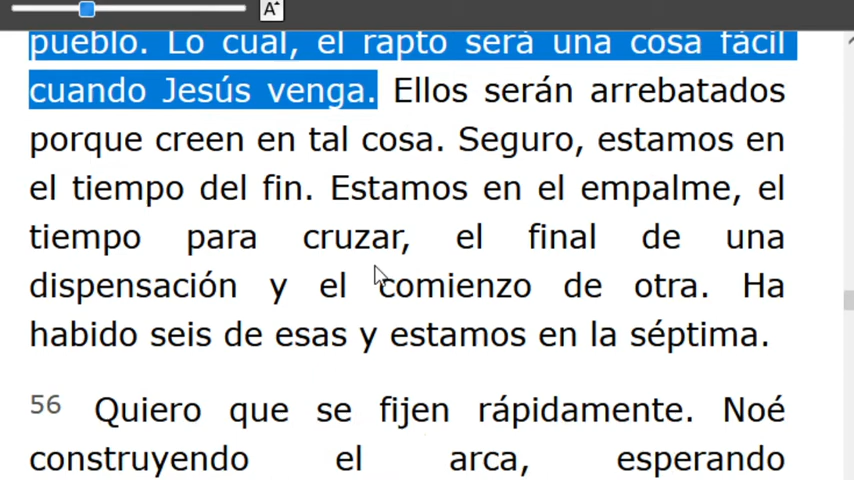 pueblo. Lo cual, el rapto será una cosa fácil
cuando Jesús venga. Ellos serán arrebatados
porque creen en tal cosa. Seguro, estamos en
el tiempo del fin. Estamos en el empalme, el
tiempo para cruzar, el final de una
dispensación y el comienzo de otra. Ha
habido seis de esas y estamos en la séptima.
56 Quiero que se fijen rápidamente. Noé
construyendo el arca, esperando